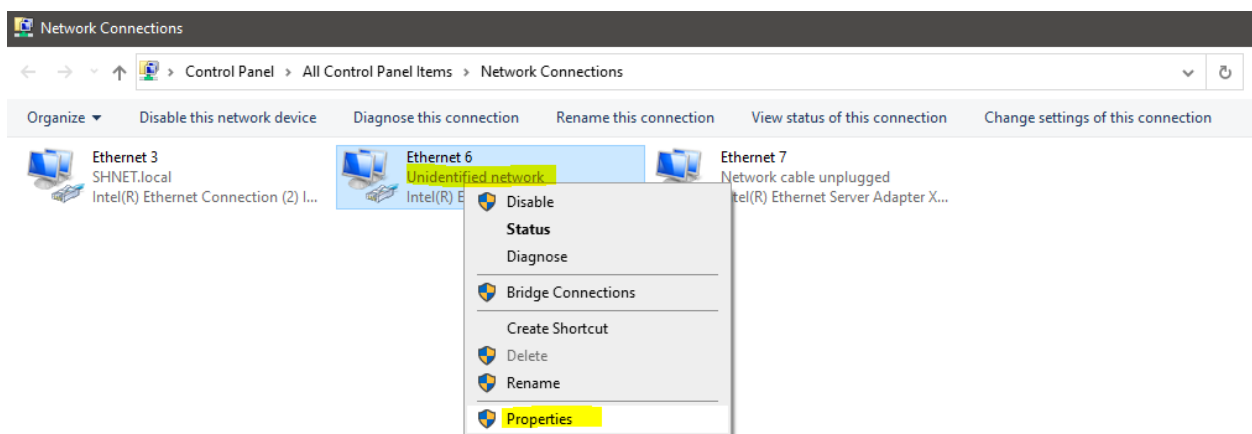 Network Connections
Control Panel > All Control Panel Items > Network Connections
Organize Disable this network device Diagnose this connection Rename this connection View status of this connection Change settings of this connection
Ethernet 3
SHNET.local
Intel(R) Ethernet Connection (2) I...
Ethernet 6
Unidentified network
Intel(R) E
Ethernet 7
Network cable unplugged
tel(R) Ethernet Server Adapter X...
Disable
Status
Diagnose
Bridge Connections
Create Shortcut
Delete
Rename
Properties